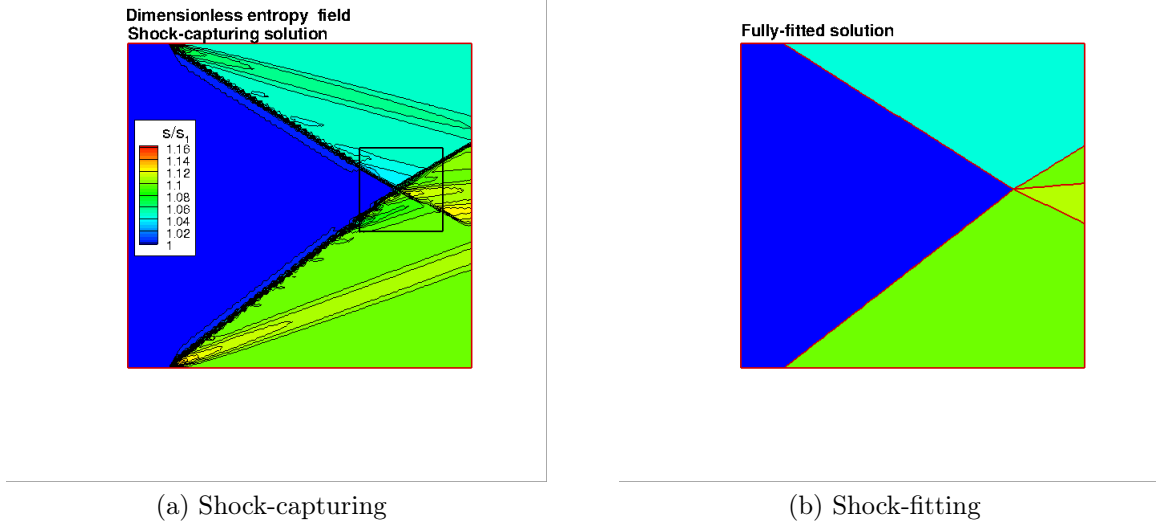 Dimensionless entropy field
Shock-capturing solution
s/s1
1.16
1.14
1.12
1.1
1.08
1.06
1.04
1.02
1
(a) Shock-capturing
Fully-fitted solution
(b) Shock-fitting